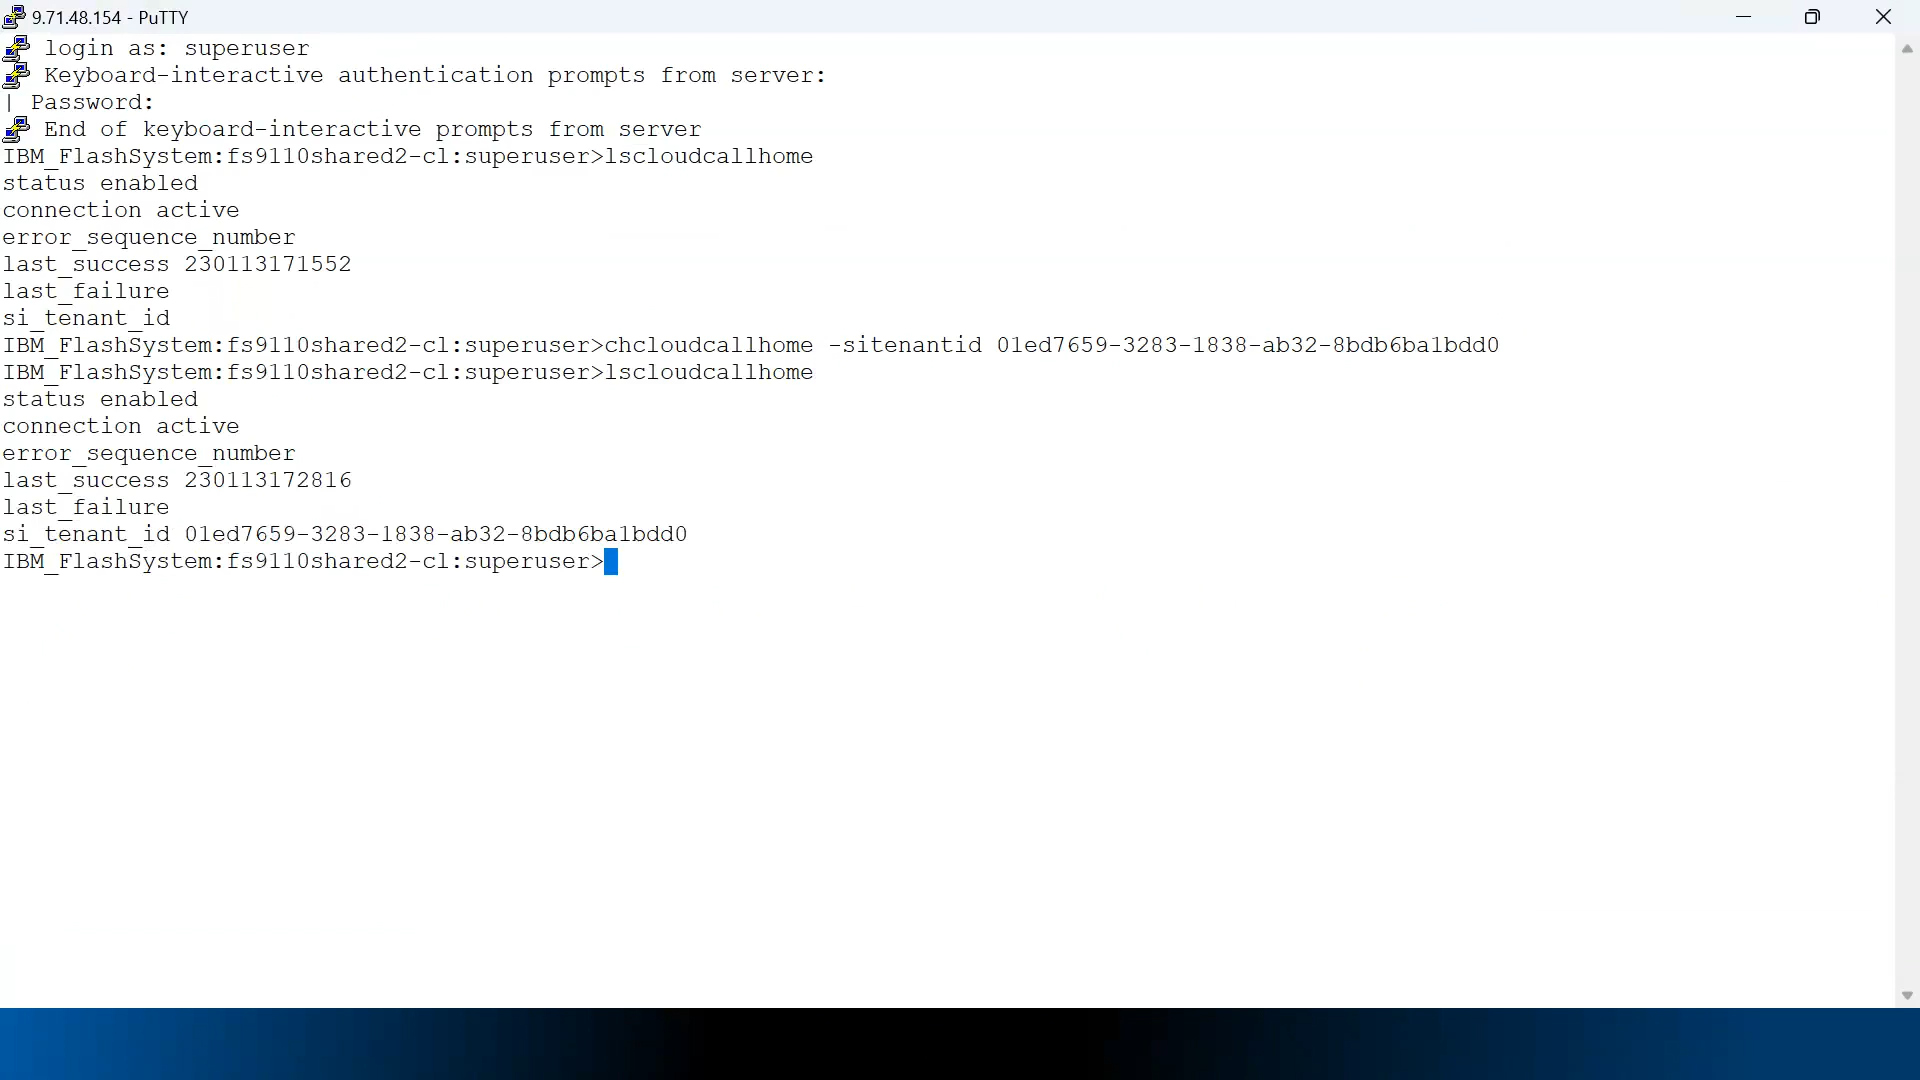 9.71.48.154 - PuTTY
login as: superuser
Keyboard-interactive authentication prompts from server:
| Password:
End of keyboard-interactive prompts from server
IBM_FlashSystem:fs9110shared2-cl:superuser>lscloudcallhome
status enabled
connection active
error_sequence_number
last_success 230113171552
last_failure
si_tenant_id
IBM_FlashSystem:fs9110shared2-cl:superuser>chcloudcallhome -sitenantid 01ed7659-3283-1838-ab32-8bdb6ba1bdd0
IBM_FlashSystem:fs9110shared2-cl:superuser>lscloudcallhome
status enabled
connection active
error_sequence_number
last_success 230113172816
last_failure
si_tenant_id 01ed7659-3283-1838-ab32-8bdb6ba1bdd0
IBM_FlashSystem:fs9110shared2-cl:superuser>